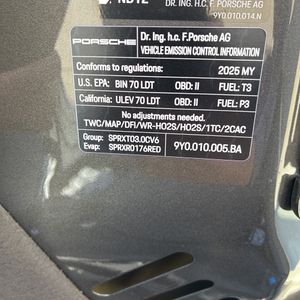 DR. ING. H.C. F. PORSCHE AG
9Y0.010.014.N
PORSCHE
Dr. Ing. h.c. F.Porsche AG
VEHICLE EMISSION CONTROL INFORMATION
Conforms to regulations: 2025 MY
U.S. EPA: BIN 70 LDT OBD: II FUEL: T3
California: ULEV 70 LDT OBD: II FUEL: P3
No adjustments needed.
TWC/MAP/DFI/WR-HO2S/HO2S/1TC/2CAC
Group: SPRXT03.0CV6
Evap: SPRXR0176RED 9Y0.010.005.BA